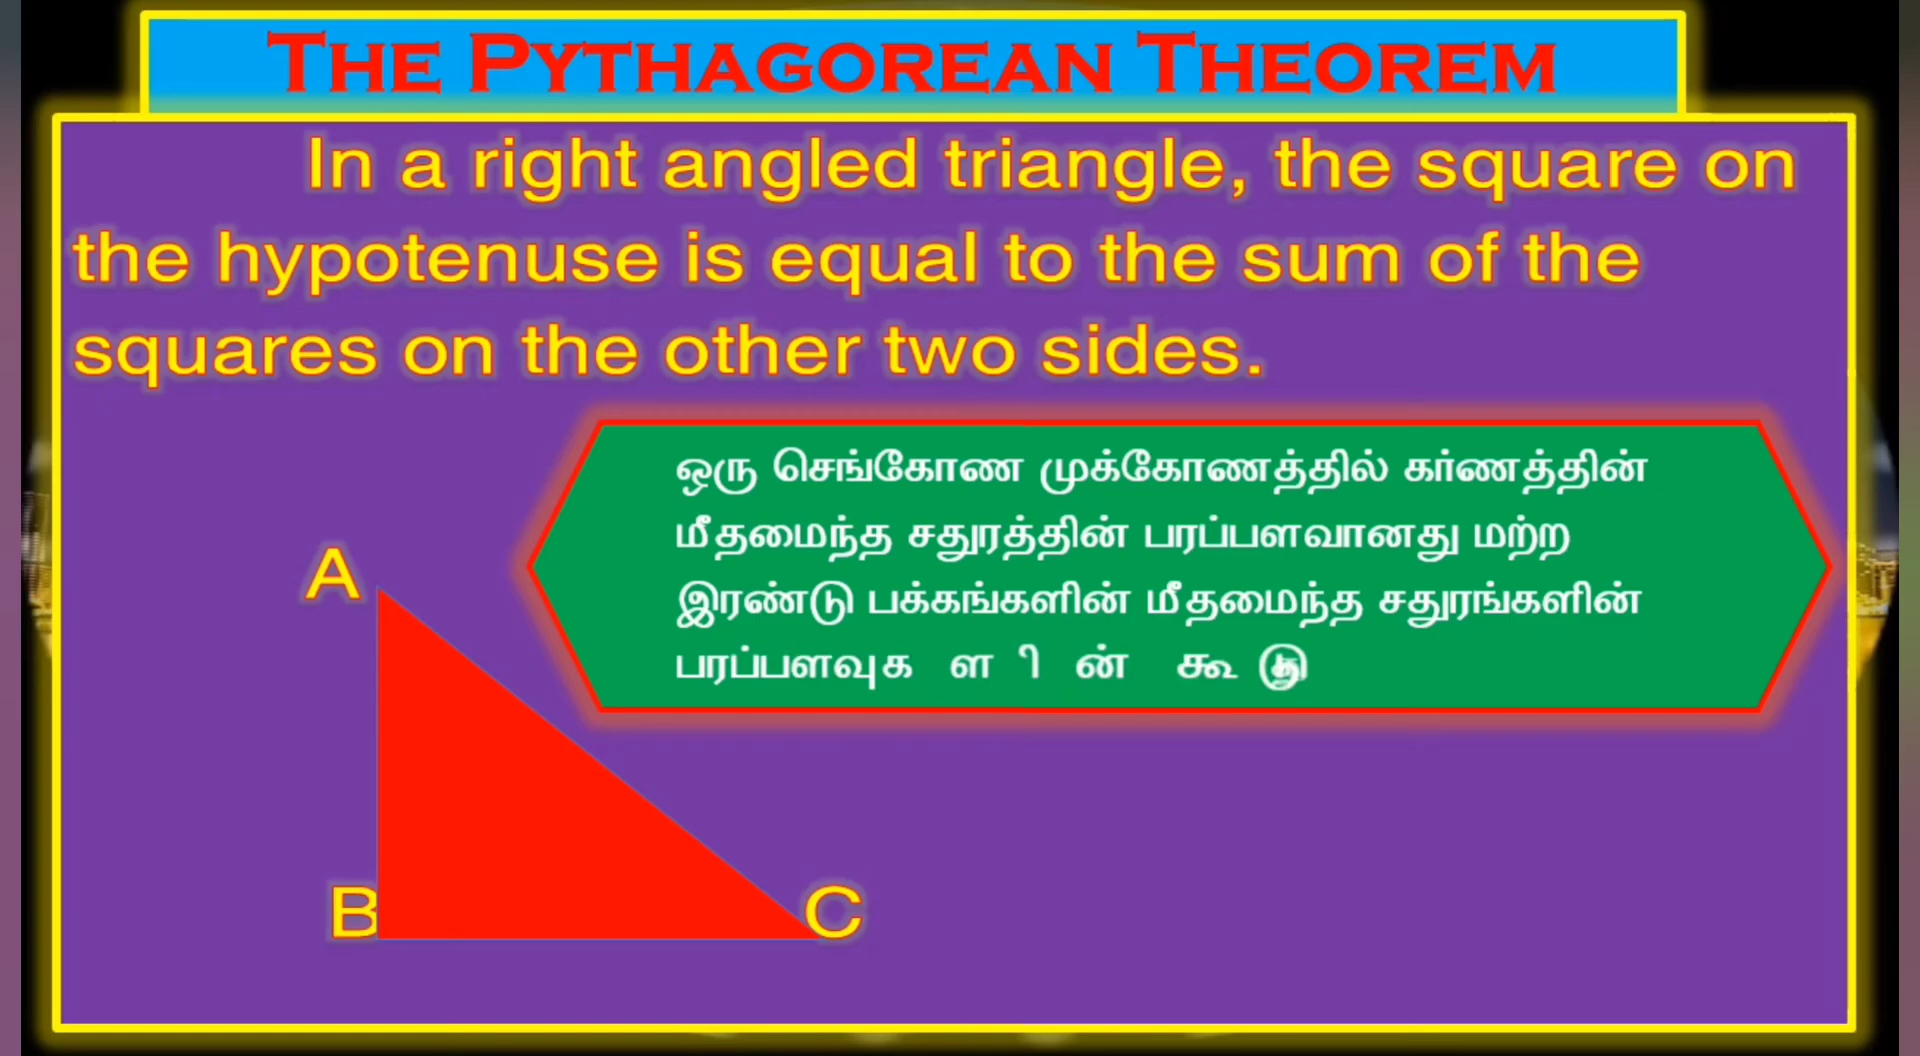 THE PYTHAGOREAN THEOREM
In a right angled triangle, the square on
the hypotenuse is equal to the sum of the
squares on the other two sides.
ஒரு செங்கோண முக்கோணத்தில் கர்ணத்தின்
மீதமைந்த சதுரத்தின் பரப்பளவானது மற்ற
இரண்டு பக்கங்களின் மீதமைந்த சதுரங்களின்
பரப்பளவுகளின்
A
B
C